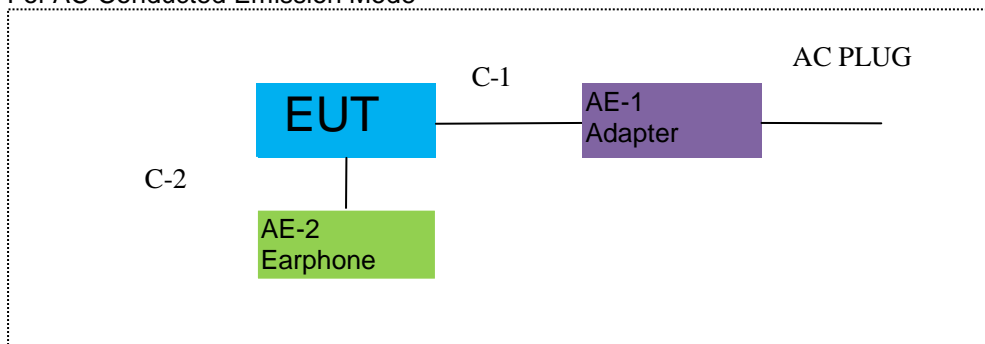 For AC Conducted Emission Mode
AC PLUG
C-1
EUT
AE-1
Adapter
C-2
AE-2
Earphone